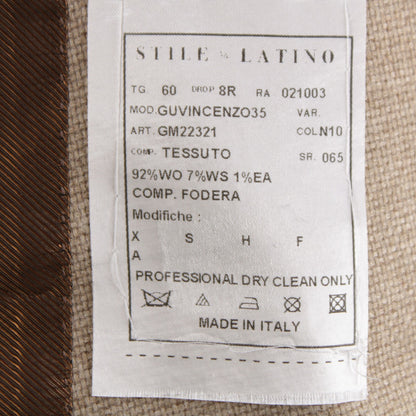 STILE LATINO
TG 60 DROP 8R RA 021003
MOD. GUVINCENZO35 VAR.
ART. GM22321 COL. N10
COMP. TESSUTO SR. 065
92%WO 7%WS 1%EA
COMP. FODERA
Modifiche :
X S H F
A
PROFESSIONAL DRY CLEAN ONLY
MADE IN ITALY